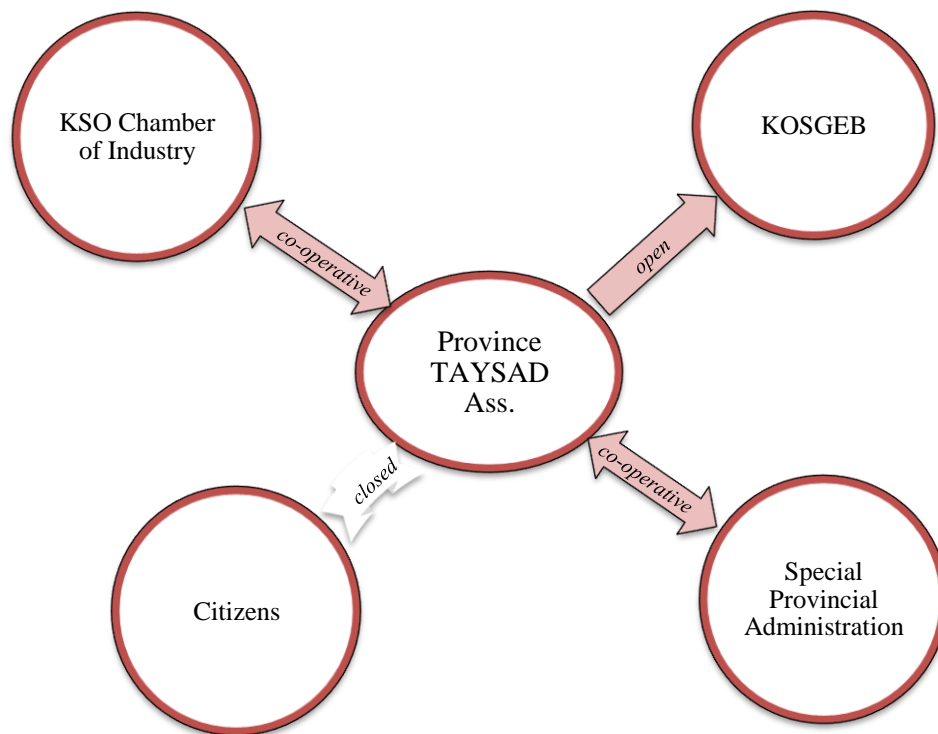 KSO Chamber
of Industry
KOSGEB
co-operative
open
Province
TAYSAD
Ass.
closed
co-operative
Citizens
Special
Provincial
Administration